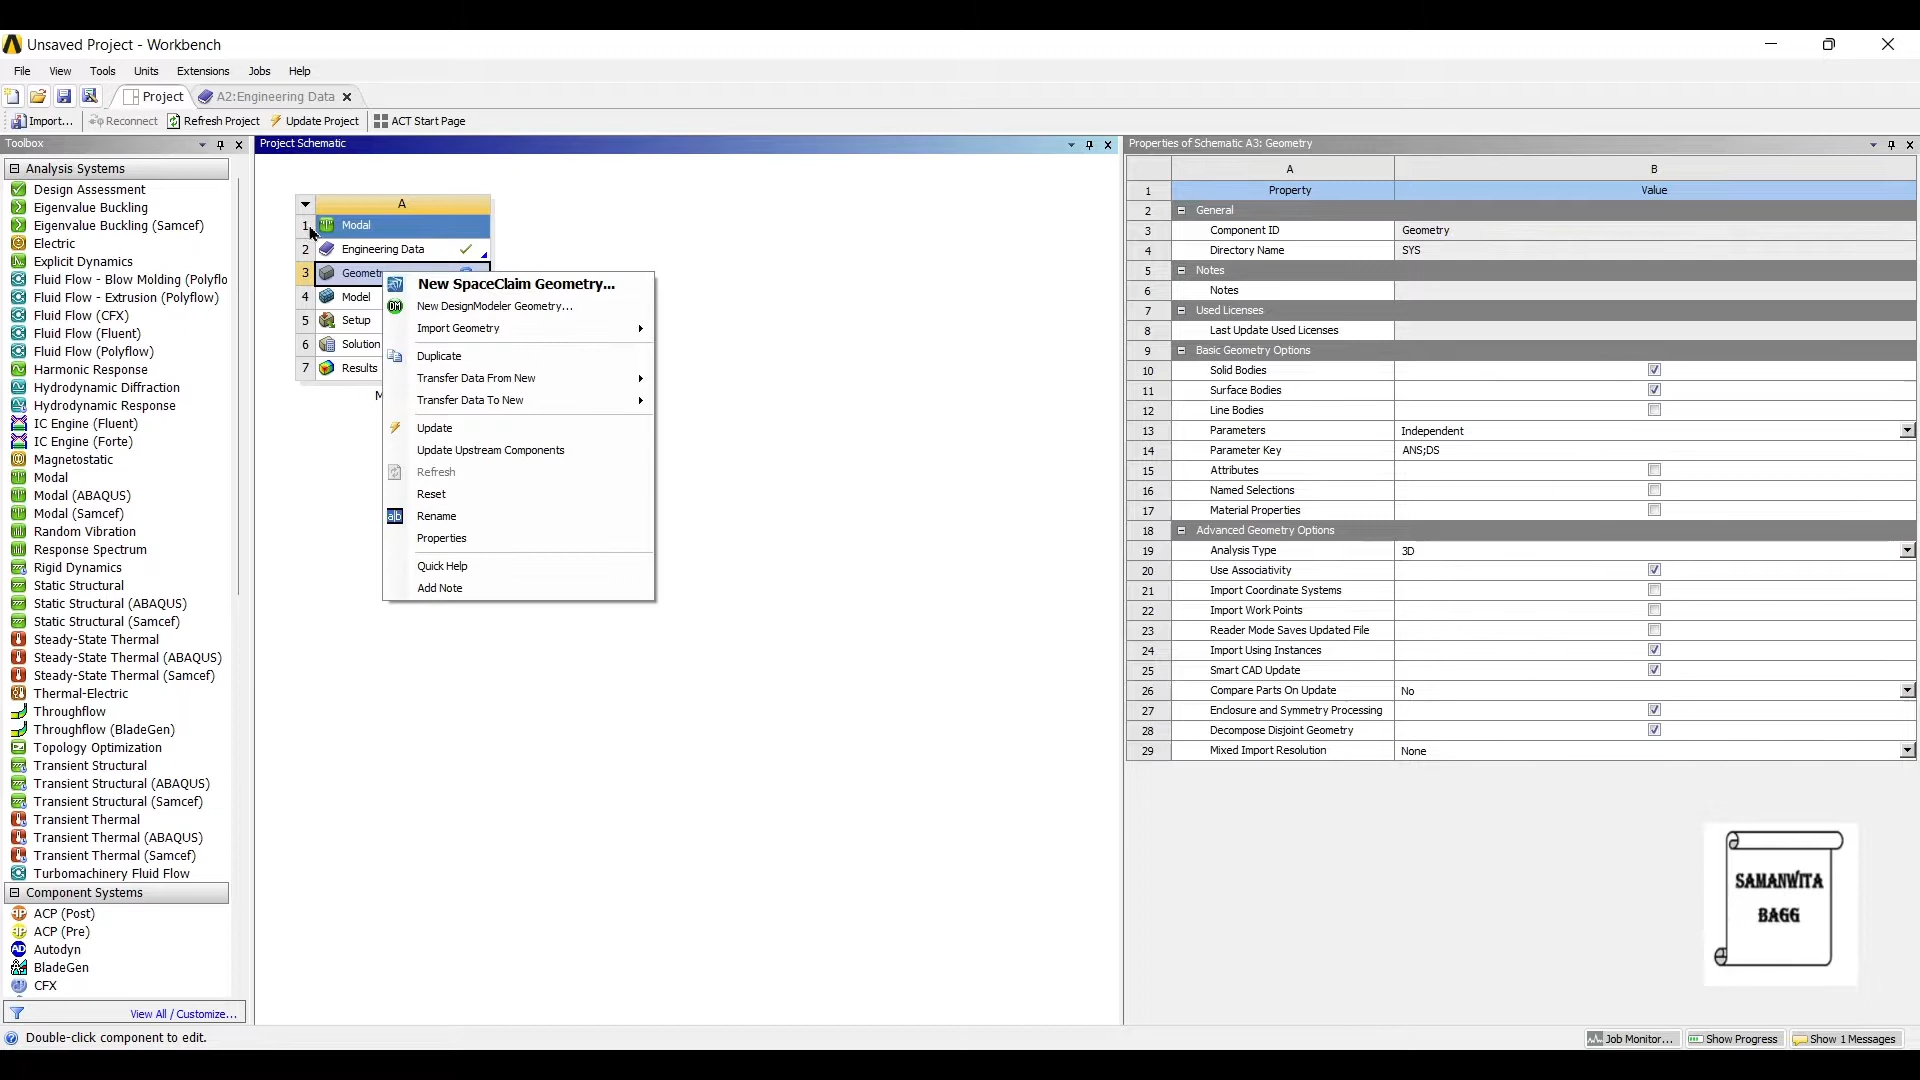 Unsaved Project - Workbench
File View Tools Units Extensions Jobs Help
Project A2:Engineering Data
Import... Reconnect Refresh Project Update Project ACT Start Page
Toolbox
Analysis Systems
Design Assessment
Eigenvalue Buckling
Eigenvalue Buckling (Samcef)
Electric
Explicit Dynamics
Fluid Flow - Blow Molding (Polyflo
Fluid Flow - Extrusion (Polyflow)
Fluid Flow (CFX)
Fluid Flow (Fluent)
Fluid Flow (Polyflow)
Harmonic Response
Hydrodynamic Diffraction
Hydrodynamic Response
IC Engine (Fluent)
IC Engine (Forte)
Magnetostatic
Modal
Modal (ABAQUS)
Modal (Samcef)
Random Vibration
Response Spectrum
Rigid Dynamics
Static Structural
Static Structural (ABAQUS)
Static Structural (Samcef)
Steady-State Thermal
Steady-State Thermal (ABAQUS)
Steady-State Thermal (Samcef)
Thermal-Electric
Throughflow
Throughflow (BladeGen)
Topology Optimization
Transient Structural
Transient Structural (ABAQUS)
Transient Structural (Samcef)
Transient Thermal
Transient Thermal (ABAQUS)
Transient Thermal (Samcef)
Turbomachinery Fluid Flow
Component Systems
ACP (Post)
ACP (Pre)
Autodyn
BladeGen
CFX
View All / Customize...
Project Schematic
A
1 Modal
2 Engineering Data
3 Geometr
4 Model
5 Setup
6 Solution
7 Results
M
New SpaceClaim Geometry...
DM New DesignModeler Geometry...
Import Geometry
Duplicate
Transfer Data From New
Transfer Data To New
Update
Update Upstream Components
Refresh
Reset
a|b Rename
Properties
Quick Help
Add Note
Properties of Schematic A3: Geometry
A B
1 Property Value
2 General
3 Component ID Geometry
4 Directory Name SYS
5 Notes
6 Notes
7 Used Licenses
8 Last Update Used Licenses
9 Basic Geometry Options
10 Solid Bodies
11 Surface Bodies
12 Line Bodies
13 Parameters Independent
14 Parameter Key ANS;DS
15 Attributes
16 Named Selections
17 Material Properties
18 Advanced Geometry Options
19 Analysis Type 3D
20 Use Associativity
21 Import Coordinate Systems
22 Import Work Points
23 Reader Mode Saves Updated File
24 Import Using Instances
25 Smart CAD Update
26 Compare Parts On Update No
27 Enclosure and Symmetry Processing
28 Decompose Disjoint Geometry
29 Mixed Import Resolution None
SAMANWITA
BAGG
Double-click component to edit.
Job Monitor... Show Progress Show 1 Messages